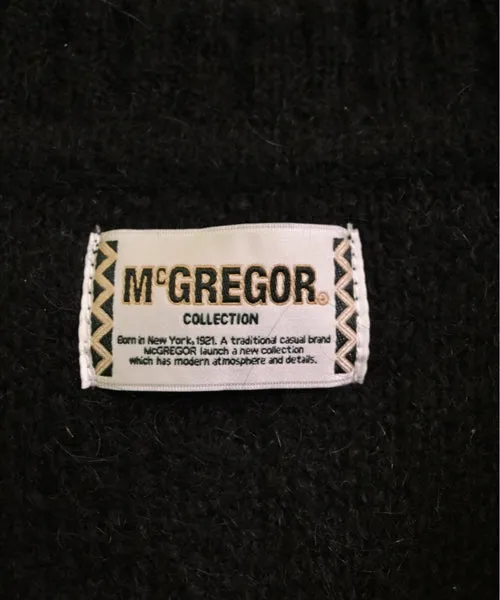 McGREGOR®
COLLECTION
Born in New York, 1921. A traditional casual brand
McGREGOR launch a new collection
which has modern atmosphere and details.